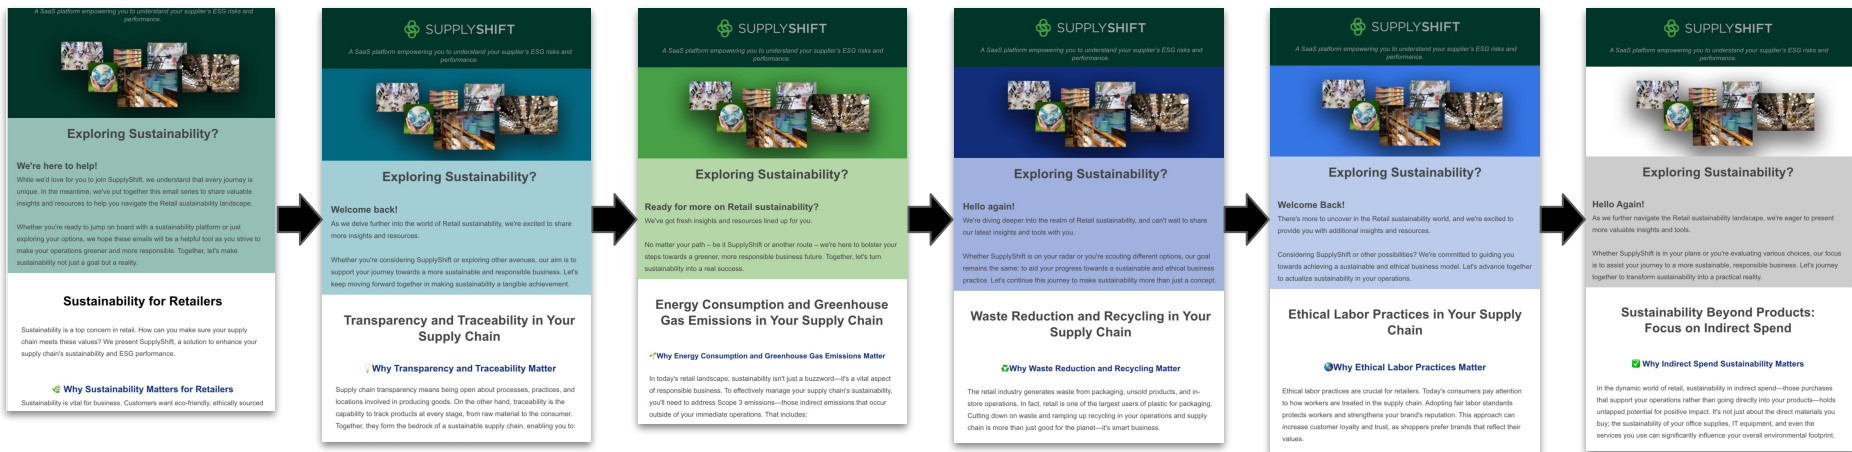 A SaaS platform empowering you to understand your supplier's ESG risks and
performance.
Exploring Sustainability?
We're here to help!
While we'd love for you to join SupplyShift, we understand that every journey is
unique. In the meantime, we've put together this email series to share valuable
insights and resources to help you navigate the Retail sustainability landscape.
Whether you're ready to jump on board with a sustainability platform or just
exploring your options, we hope these emails will be a helpful tool as you strive to
make your operations greener and more responsible. Together, let's make
sustainability not just a goal but a reality.
Sustainability for Retailers
Sustainability is a top concern in retail. How can you make sure your supply
chain meets these values? We present SupplyShift, a solution to enhance your
supply chain's sustainability and ESG performance.
Why Sustainability Matters for Retailers
Sustainability is vital for business. Customers want eco-friendly, ethically sourced
SUPPLYSHIFT
A SaaS platform empowering you to understand your supplier's ESG risks and
performance.
Exploring Sustainability?
Welcome back!
As we delve further into the world of Retail sustainability, we're excited to share
more insights and resources.
Whether you're considering SupplyShift or exploring other avenues, our aim is to
support your journey towards a more sustainable and responsible business. Let's
keep moving forward together in making sustainability a tangible achievement.
Transparency and Traceability in Your
Supply Chain
Why Transparency and Traceability Matter
Supply chain transparency means being open about processes, practices, and
locations involved in producing goods. On the other hand, traceability is the
capability to track products at every stage, from raw material to the consumer.
Together, they form the bedrock of a sustainable supply chain, enabling you to:
SUPPLYSHIFT
A SaaS platform empowering you to understand your supplier's ESG risks and
performance.
Exploring Sustainability?
Ready for more on Retail sustainability?
We've got fresh insights and resources lined up for you.
No matter your path – be it SupplyShift or another route – we're here to bolster your
steps towards a greener, more responsible business future. Together, let's turn
sustainability into a real success.
Energy Consumption and Greenhouse
Gas Emissions in Your Supply Chain
Why Energy Consumption and Greenhouse Gas Emissions Matter
In today's retail landscape, sustainability isn't just a buzzword—it's a vital aspect
of responsible business. To effectively manage your supply chain's sustainability,
you'll need to address Scope 3 emissions—those indirect emissions that occur
outside of your immediate operations. That includes:
SUPPLYSHIFT
A SaaS platform empowering you to understand your supplier's ESG risks and
performance.
Exploring Sustainability?
Hello again!
We're diving deeper into the realm of Retail sustainability, and can't wait to share
our latest insights and tools with you.
Whether SupplyShift is on your radar or you're scouting different options, our goal
remains the same: to aid your progress towards a sustainable and ethical business
practice. Let's continue this journey to make sustainability more than just a concept.
Waste Reduction and Recycling in Your
Supply Chain
Why Waste Reduction and Recycling Matter
The retail industry generates waste from packaging, unsold products, and in-
store operations. In fact, retail is one of the largest users of plastic for packaging.
Cutting down on waste and ramping up recycling in your operations and supply
chain is more than just good for the planet—it's smart business.
SUPPLYSHIFT
A SaaS platform empowering you to understand your supplier's ESG risks and
performance.
Exploring Sustainability?
Welcome Back!
There's more to uncover in the Retail sustainability world, and we're excited to
provide you with additional insights and resources.
Considering SupplyShift or other possibilities? We're committed to guiding you
towards achieving a sustainable and ethical business model. Let's advance together
to actualize sustainability in your operations.
Ethical Labor Practices in Your Supply
Chain
Why Ethical Labor Practices Matter
Ethical labor practices are crucial for retailers. Today's consumers pay attention
to how workers are treated in the supply chain. Adopting fair labor standards
protects workers and strengthens your brand's reputation. This approach can
increase customer loyalty and trust, as shoppers prefer brands that reflect their
values.
SUPPLYSHIFT
A SaaS platform empowering you to understand your supplier's ESG risks and
performance.
Exploring Sustainability?
Hello Again!
As we further navigate the Retail sustainability landscape, we're eager to present
more valuable insights and tools.
Whether SupplyShift is in your plans or you're evaluating various choices, our focus
is to assist your journey to a more sustainable, responsible business. Let's journey
together to transform sustainability into a practical reality.
Sustainability Beyond Products:
Focus on Indirect Spend
Why Indirect Spend Sustainability Matters
In the dynamic world of retail, sustainability in indirect spend—those purchases
that support your operations rather than going directly into your products—holds
untapped potential for positive impact. It's not just about the direct materials you
buy; the sustainability of your office supplies, IT equipment, and even the
services you use can significantly influence your overall environmental footprint.